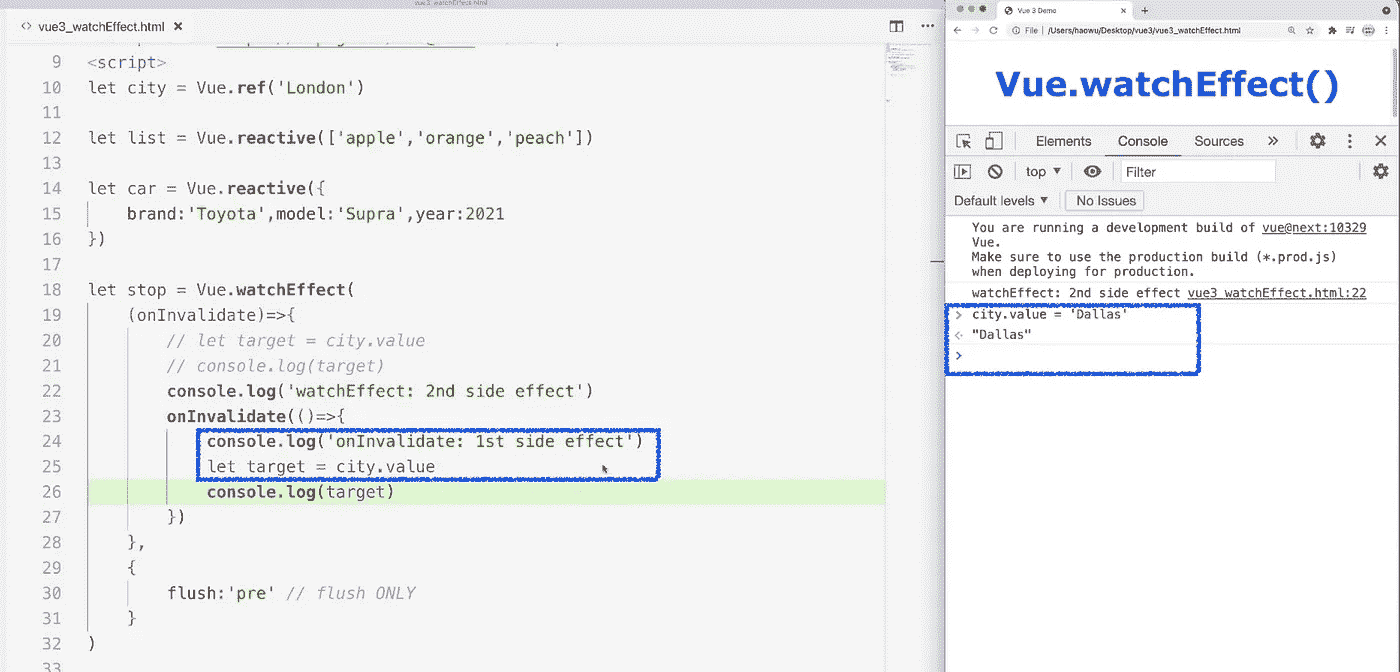 vue3_watchEffect.html
<> vue3_watchEffect.html ×
9 <script>
10 let city = Vue.ref('London')
11
12 let list = Vue.reactive(['apple','orange','peach'])
13
14 let car = Vue.reactive({
15 brand:'Toyota',model:'Supra',year:2021
16 })
17
18 let stop = Vue.watchEffect(
19 (onInvalidate)=>{
20 // let target = city.value
21 // console.log(target)
22 console.log('watchEffect: 2nd side effect')
23 onInvalidate(()=>{
24 console.log('onInvalidate: 1st side effect')
25 let target = city.value
26 console.log(target)
27 })
28 },
29 {
30 flush:'pre' // flush ONLY
31 }
32 )
33
Vue 3 Demo
File | /Users/haowu/Desktop/vue3/vue3_watchEffect.html
Vue.watchEffect()
Elements Console Sources »
top ▼ Filter
Default levels ▼ No Issues
You are running a development build of vue@next:10329
Vue.
Make sure to use the production build (*.prod.js)
when deploying for production.
watchEffect: 2nd side effect vue3_watchEffect.html:22
> city.value = 'Dallas'
<· "Dallas"
>